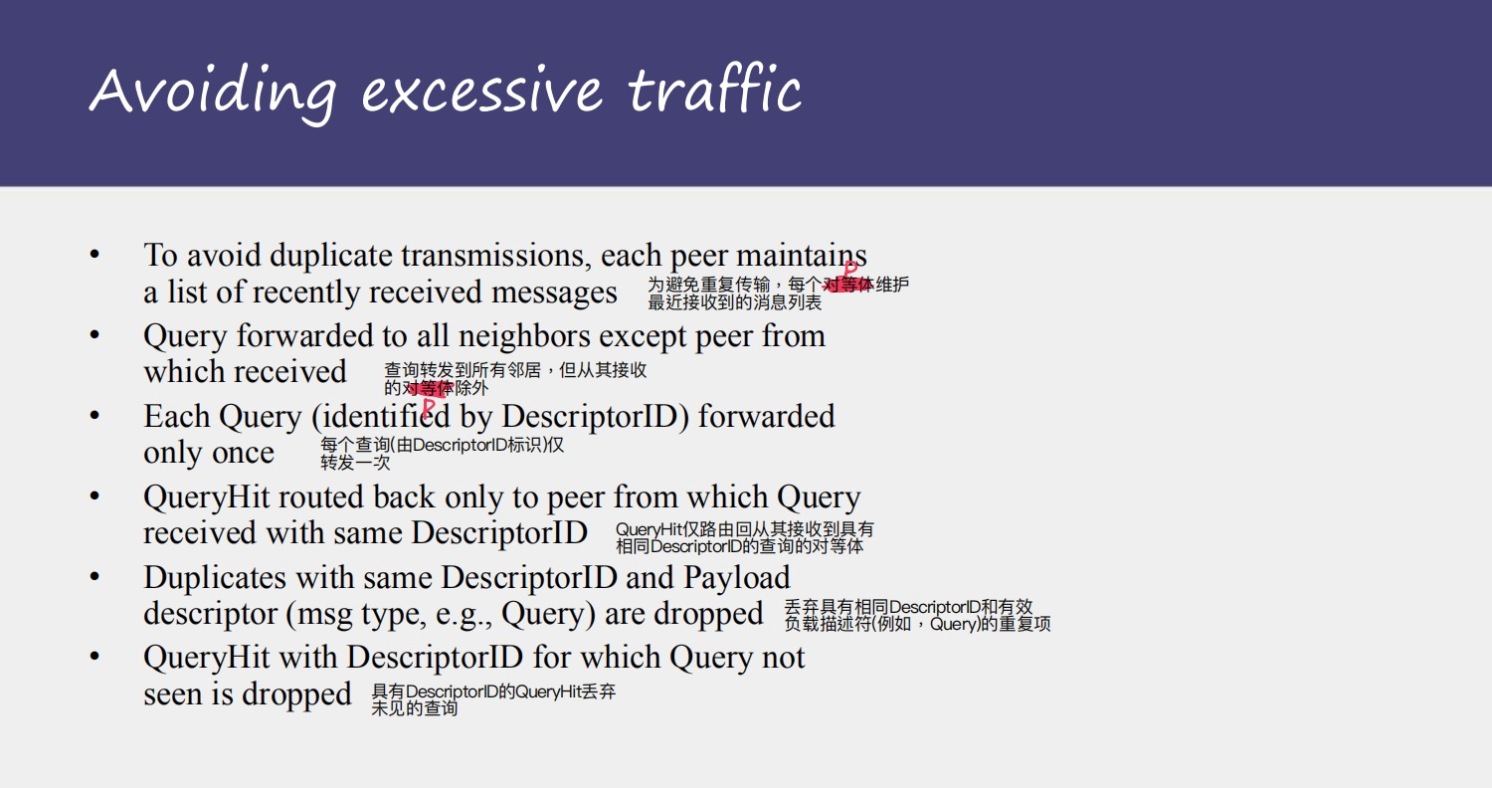 Avoiding excessive traffic
• To avoid duplicate transmissions, each peer maintains
a list of recently received messages
P
为避免重复传输，每个对等体维护
最近接收到的消息列表
• Query forwarded to all neighbors except peer from
which received
查询转发到所有邻居，但从其接收
的对等体除外
P
• Each Query (identified by DescriptorID) forwarded
only once
每个查询(由DescriptorID标识)仅
转发一次
• QueryHit routed back only to peer from which Query
received with same DescriptorID
QueryHit仅路由回从其接收到具有
相同DescriptorID的查询的对等体
• Duplicates with same DescriptorID and Payload
descriptor (msg type, e.g., Query) are dropped
丢弃具有相同DescriptorID和有效
负载描述符(例如，Query)的重复项
• QueryHit with DescriptorID for which Query not
seen is dropped
具有DescriptorID的QueryHit丢弃
未见的查询